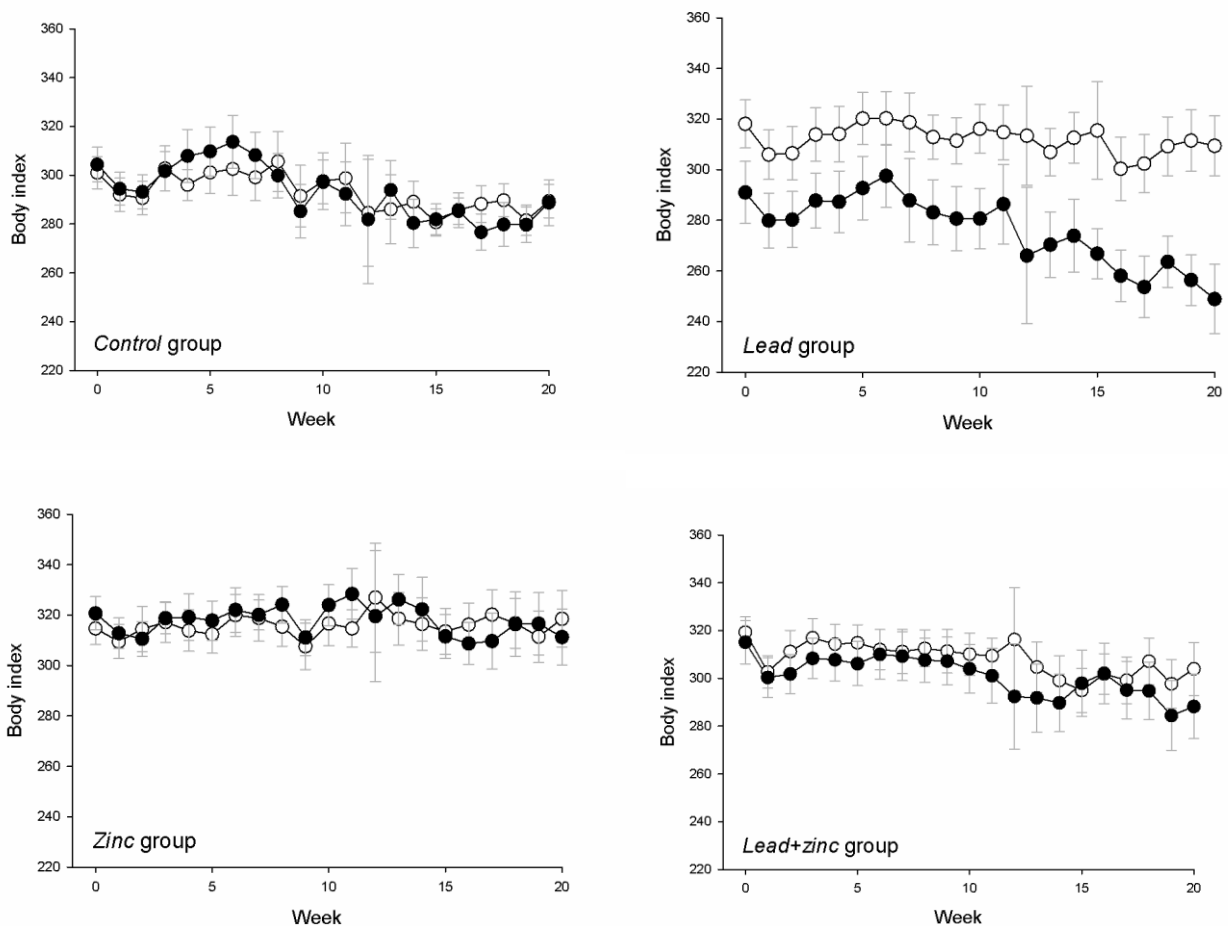 360
340
320
300
280
260
240
220
Body index
Control group
0 5 10 15 20
Week
360
340
320
300
280
260
240
220
Body index
Lead group
0 5 10 15 20
Week
360
340
320
300
280
260
240
220
Body index
Zinc group
0 5 10 15 20
Week
360
340
320
300
280
260
240
220
Body index
Lead+zinc group
0 5 10 15 20
Week